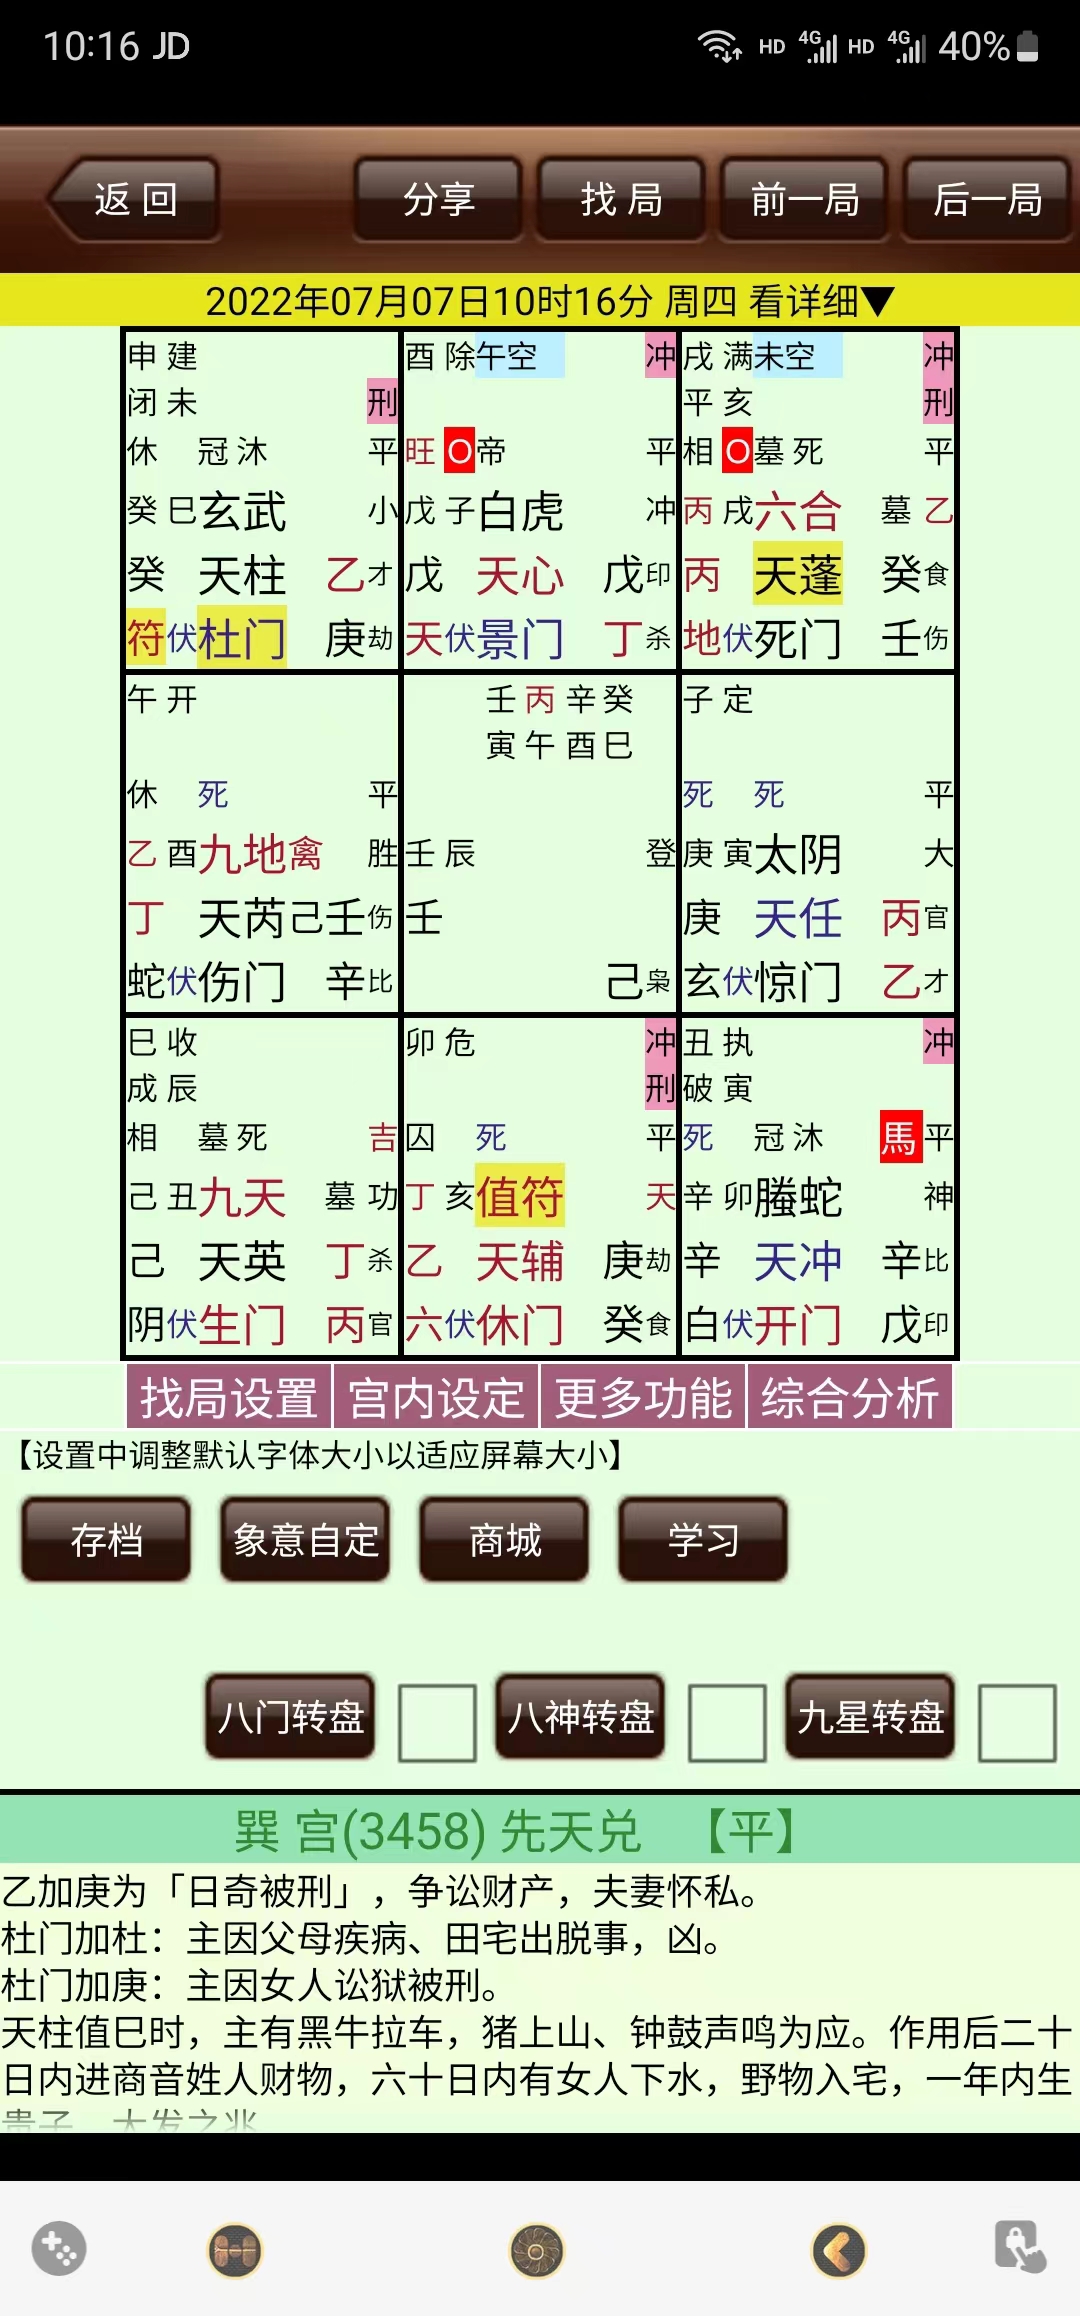 10:16 JD HD 4G HD 4G 40%
返 回 分享 找 局 前一局 后一局
2022年07月07日10时16分 周四 看详细▼
申 建
闭 未 刑
休 冠 沐 平
癸 巳 玄武 小
癸 天柱 乙 才
符 伏 杜门 庚 劫
酉 除 午空 冲
旺 O 帝 平
戊 子 白虎 冲
戊 天心 戊 印
天 伏 景门 丁 杀
戌 满 未空 冲
平 亥 刑
相 O 墓 死 平
丙 戌 六合 墓 乙
丙 天蓬 癸 食
地 伏 死门 壬 伤
午 开
休 死 平
乙 酉 九地 禽 胜
丁 天芮 己 壬 伤
蛇 伏 伤门 辛 比
壬 丙 辛 癸
寅 午 酉 巳
壬 辰 登
壬
己 枭
子 定
死 死 平
庚 寅 太阴 大
庚 天任 丙 官
玄 伏 惊门 乙 才
巳 收
成 辰
相 墓 死 吉
己 丑 九天 墓 功
己 天英 丁 杀
阴 伏 生门 丙 官
卯 危 冲
刑
囚 死 平
丁 亥 值符 天
乙 天辅 庚 劫
六 伏 休门 癸 食
丑 执 冲
破 寅
死 冠 沐 馬 平
辛 卯 螣蛇 神
辛 天冲 辛 比
白 伏 开门 戊 印
找局设置 宫内设定 更多功能 综合分析
【设置中调整默认字体大小以适应屏幕大小】
存档 象意自定 商城 学习
八门转盘 八神转盘 九星转盘
巽 宫(3458) 先天兑 【平】
乙加庚为「日奇被刑」，争讼财产，夫妻怀私。
杜门加杜：主因父母疾病、田宅出脱事，凶。
杜门加庚：主因女人讼狱被刑。
天柱值巳时，主有黑牛拉车，猪上山、钟鼓声鸣为应。作用后二十
日内进商音姓人财物，六十日内有女人下水，野物入宅，一年内生
贵子，大发之兆